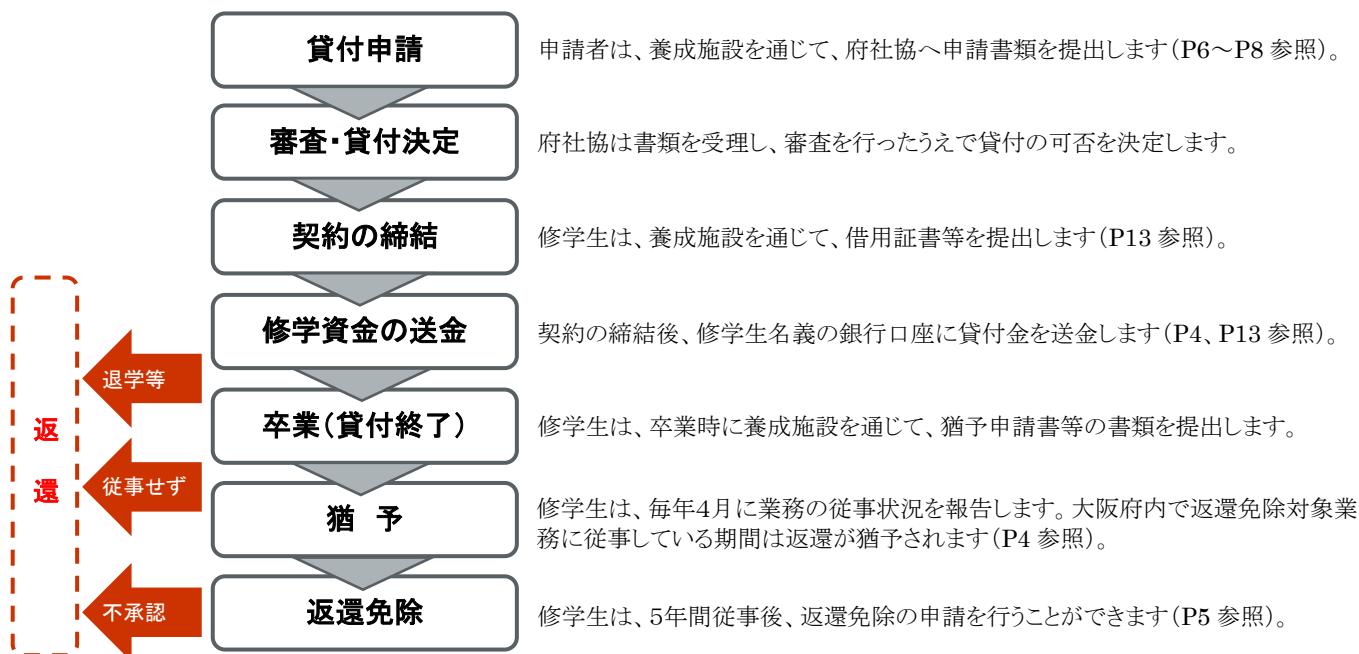 貸付申請
申請者は、養成施設を通じて、府社協へ申請書類を提出します(P6～P8 参照)。
審査・貸付決定
府社協は書類を受理し、審査を行ったうえで貸付の可否を決定します。
契約の締結
修学生は、養成施設を通じて、借用証書等を提出します(P13 参照)。
修学資金の送金
契約の締結後、修学生名義の銀行口座に貸付金を送金します(P4、P13 参照)。
退学等
卒業(貸付終了)
修学生は、卒業時に養成施設を通じて、猶予申請書等の書類を提出します。
返還
従事せず
猶 予
修学生は、毎年4月に業務の従事状況を報告します。大阪府内で返還免除対象業
務に従事している期間は返還が猶予されます(P4 参照)。
不承認
返還免除
修学生は、5年間従事後、返還免除の申請を行うことができます(P5 参照)。